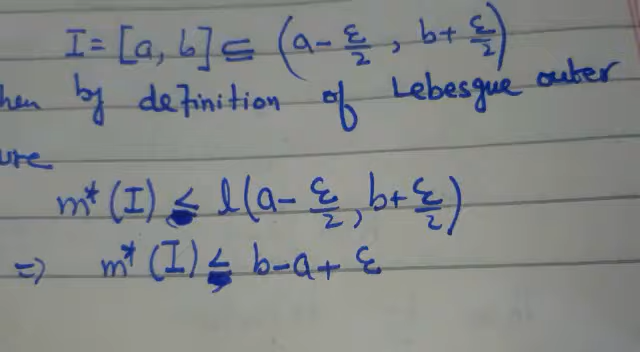 I = [a, b] ⊆ (a - ε/2, b + ε/2)
hen by definition of Lebesgue outer
ure
m*(I) ≤ l(a - ε/2, b + ε/2)
⇒ m*(I) ≤ b - a + ε